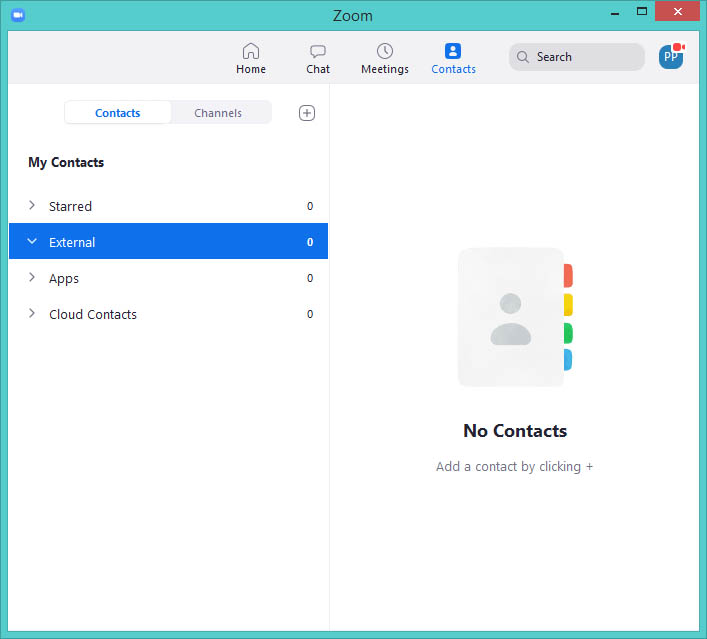 Zoom
Home Chat Meetings Contacts Search PP
Contacts Channels
My Contacts
Starred 0
External 0
Apps 0
Cloud Contacts 0
No Contacts
Add a contact by clicking +